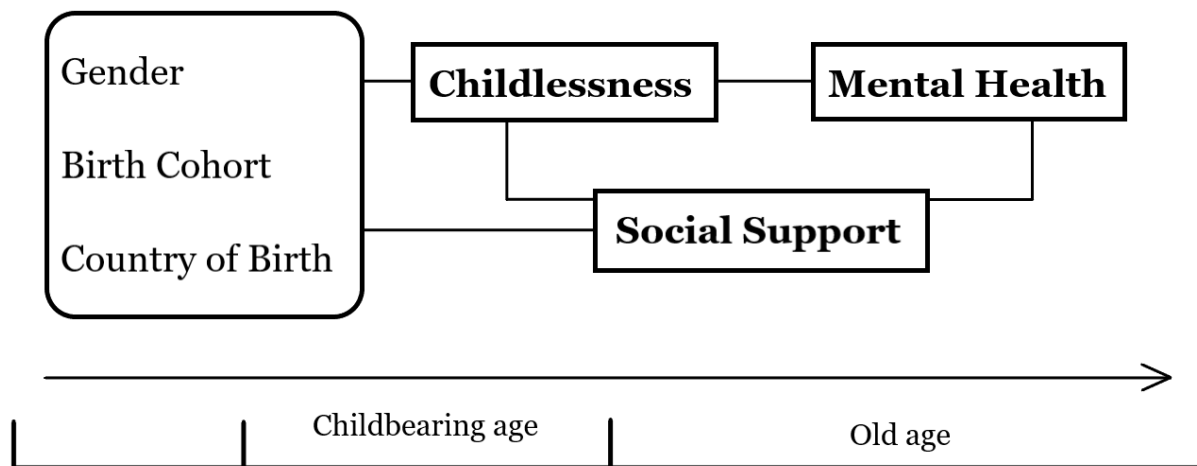 Gender
Childlessness
Mental Health
Birth Cohort
Social Support
Country of Birth
Childbearing age
Old age